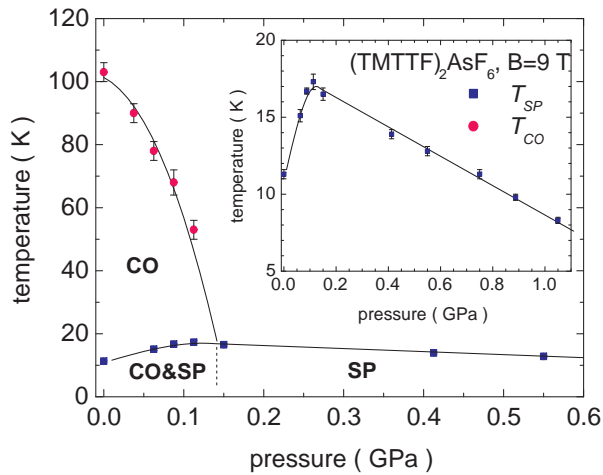 120
100
80
60
40
20
0
temperature ( K )
0.0 0.1 0.2 0.3 0.4 0.5 0.6
pressure ( GPa )
CO
CO&SP
SP
20
15
10
5
temperature ( K )
0.0 0.2 0.4 0.6 0.8 1.0
pressure ( GPa )
(TMTTF)₂AsF₆, B=9 T
T_SP
T_CO